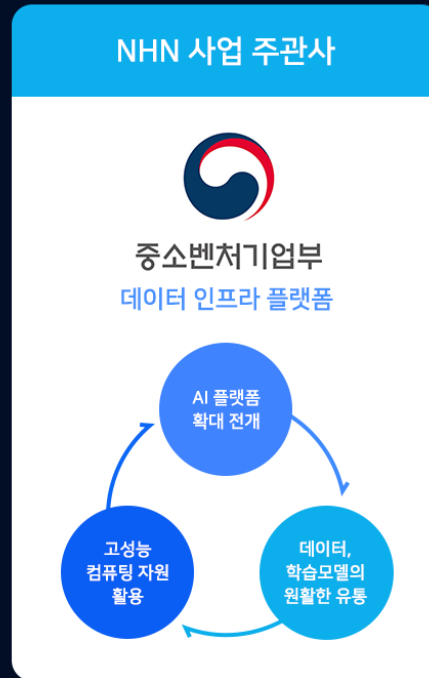 NHN 사업 주관사
중소벤처기업부
데이터 인프라 플랫폼
AI 플랫폼
확대 전개
고성능
컴퓨팅 자원
활용
데이터,
학습모델의
원활한 유통